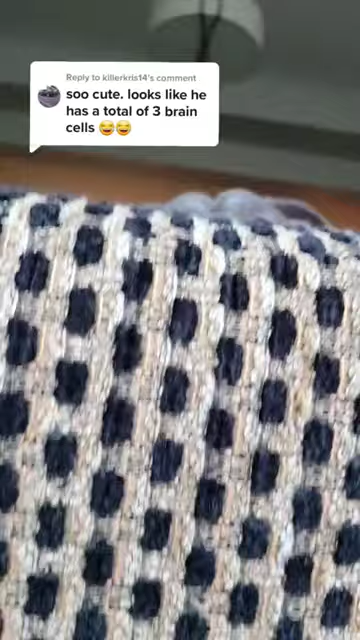 Reply to killerkris14's comment
soo cute. looks like he
has a total of 3 brain
cells 😂😂